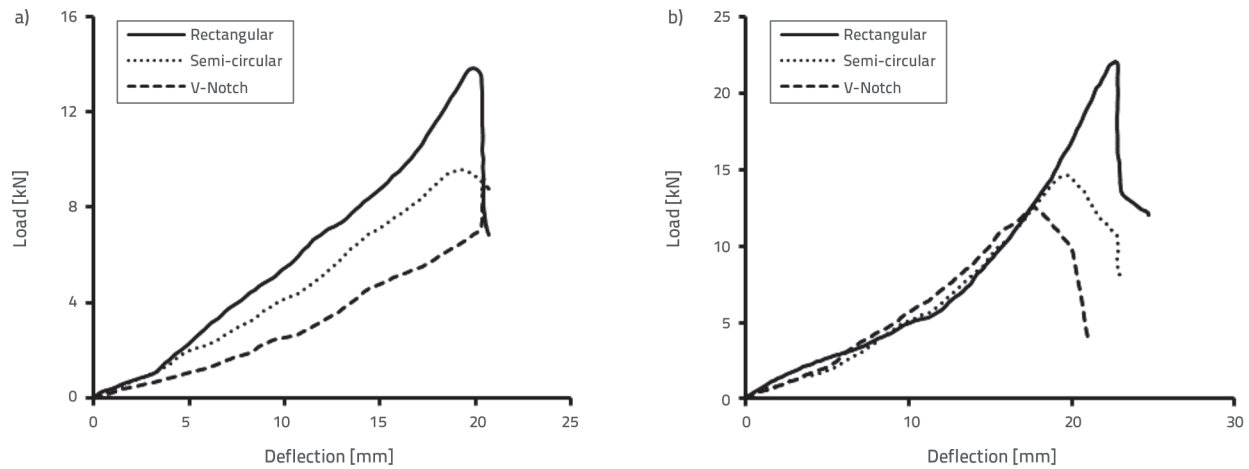 a)
16
12
8
4
0
0 5 10 15 20 25
Load [kN]
Deflection [mm]
Rectangular
Semi-circular
V-Notch
b)
25
20
15
10
5
0
0 10 20 30
Load [kN]
Deflection [mm]
Rectangular
Semi-circular
V-Notch